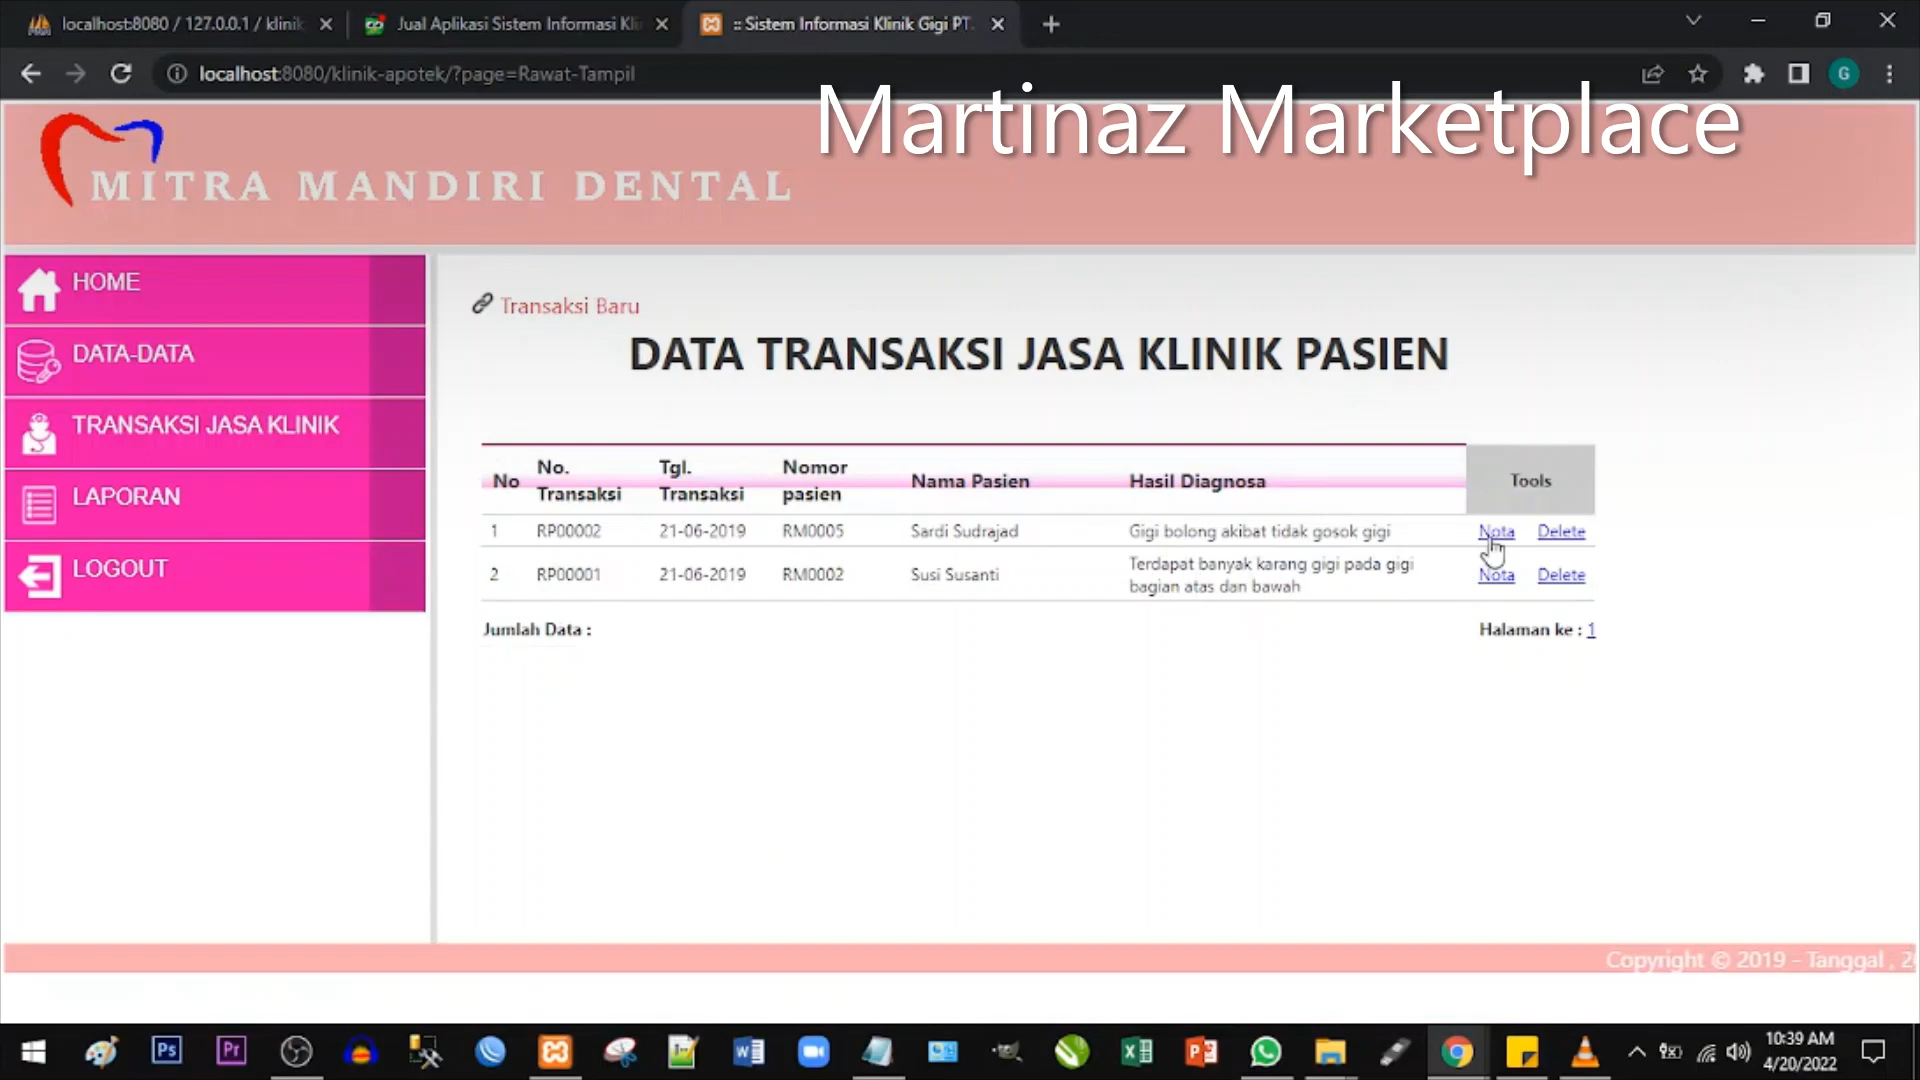 localhost:8080 / 127.0.0.1 / klinik
Jual Aplikasi Sistem Informasi Kli
:: Sistem Informasi Klinik Gigi PT.
localhost:8080/klinik-apotek/?page=Rawat-Tampil
G
Martinaz Marketplace
MITRA MANDIRI DENTAL
HOME
DATA-DATA
TRANSAKSI JASA KLINIK
LAPORAN
LOGOUT
Transaksi Baru
DATA TRANSAKSI JASA KLINIK PASIEN
No No. Transaksi Tgl. Transaksi Nomor pasien Nama Pasien Hasil Diagnosa Tools
1 RP00002 21-06-2019 RM0005 Sardi Sudrajad Gigi bolong akibat tidak gosok gigi Nota Delete
2 RP00001 21-06-2019 RM0002 Susi Susanti Terdapat banyak karang gigi pada gigi bagian atas dan bawah Nota Delete
Jumlah Data : Halaman ke : 1
Copyright © 2019 - Tanggal , 2
Ps Pr
10:39 AM
4/20/2022